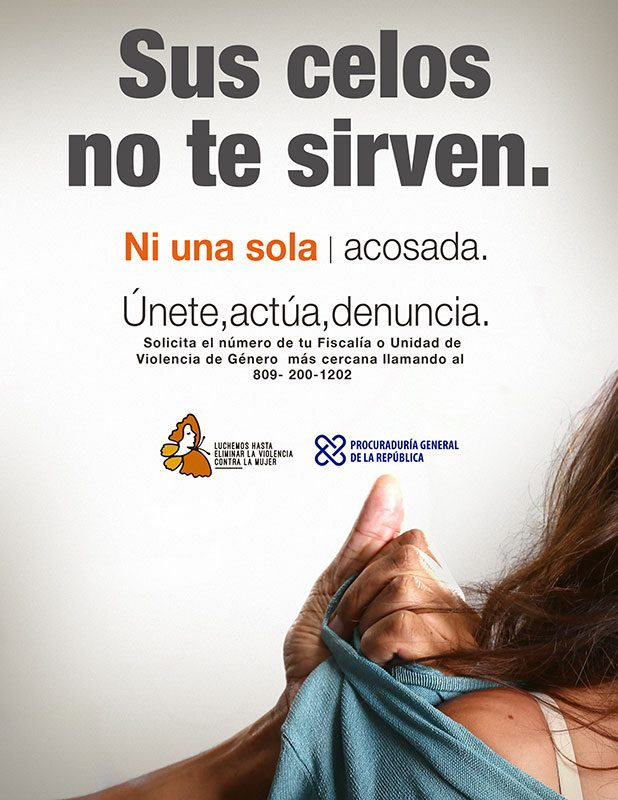 Sus celos
no te sirven.
Ni una sola | acosada.
Únete,actúa,denuncia.
Solicita el número de tu Fiscalía o Unidad de
Violencia de Género más cercana llamando al
809- 200-1202
LUCHEMOS HASTA
ELIMINAR LA VIOLENCIA
CONTRA LA MUJER
PROCURADURÍA GENERAL
DE LA REPÚBLICA